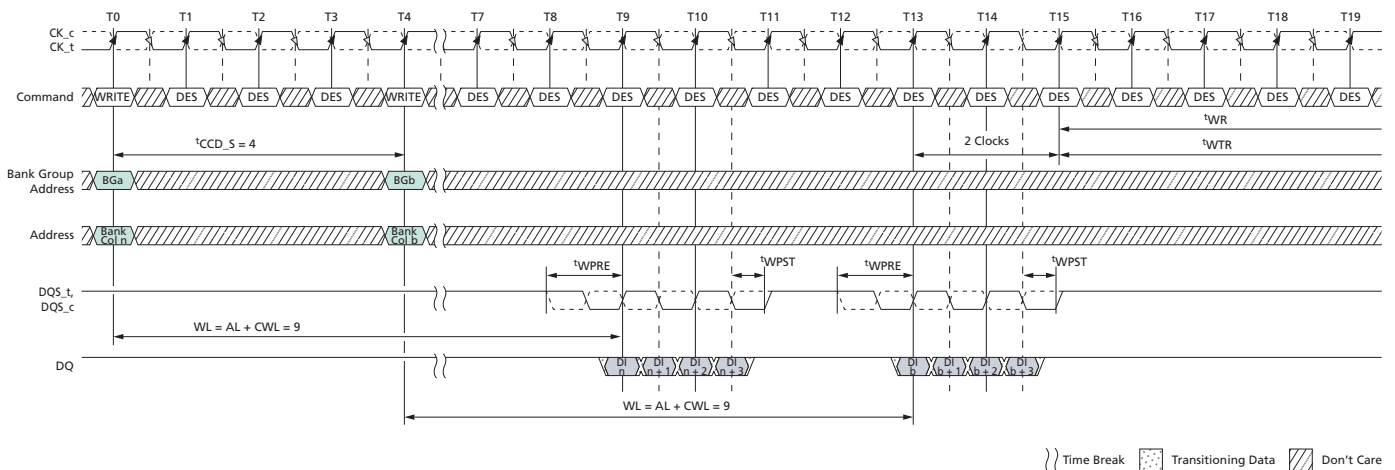 T0 T1 T2 T3 T4 T7 T8 T9 T10 T11 T12 T13 T14 T15 T16 T17 T18 T19
CK_c
CK_t
Command WRITE DES DES DES WRITE DES DES DES DES DES DES DES DES DES DES DES DES DES
tWR
tCCD_S = 4
2 Clocks
tWTR
Bank Group
Address
BGa BGb
Address
Bank
Col n
Bank
Col b
tWPRE tWPST tWPRE tWPST
DQS_t,
DQS_c
WL = AL + CWL = 9
DQ
DI
n
DI
n + 1
DI
n + 2
DI
n + 3
DI
b
DI
b + 1
DI
b + 2
DI
b + 3
WL = AL + CWL = 9
Time Break Transitioning Data Don't Care